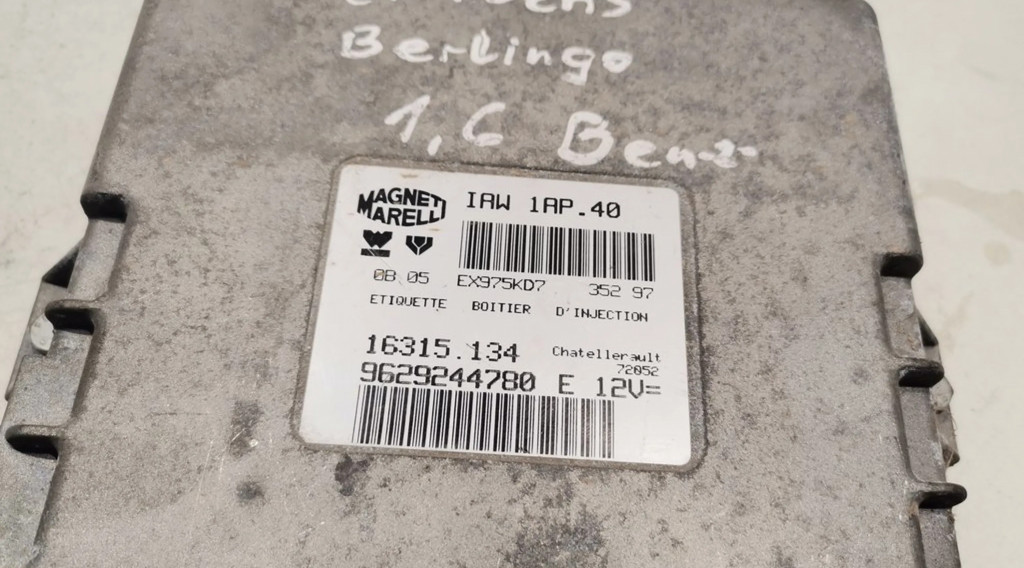 Berlingo
1,6 Benz
MAGNETI MARELLI
IAW 1AP.40
0B 05 EX975KD7 352 97
ETIQUETTE BOITIER D'INJECTION
16315.134 Chatellerault
72052
9629244780 E 12V=